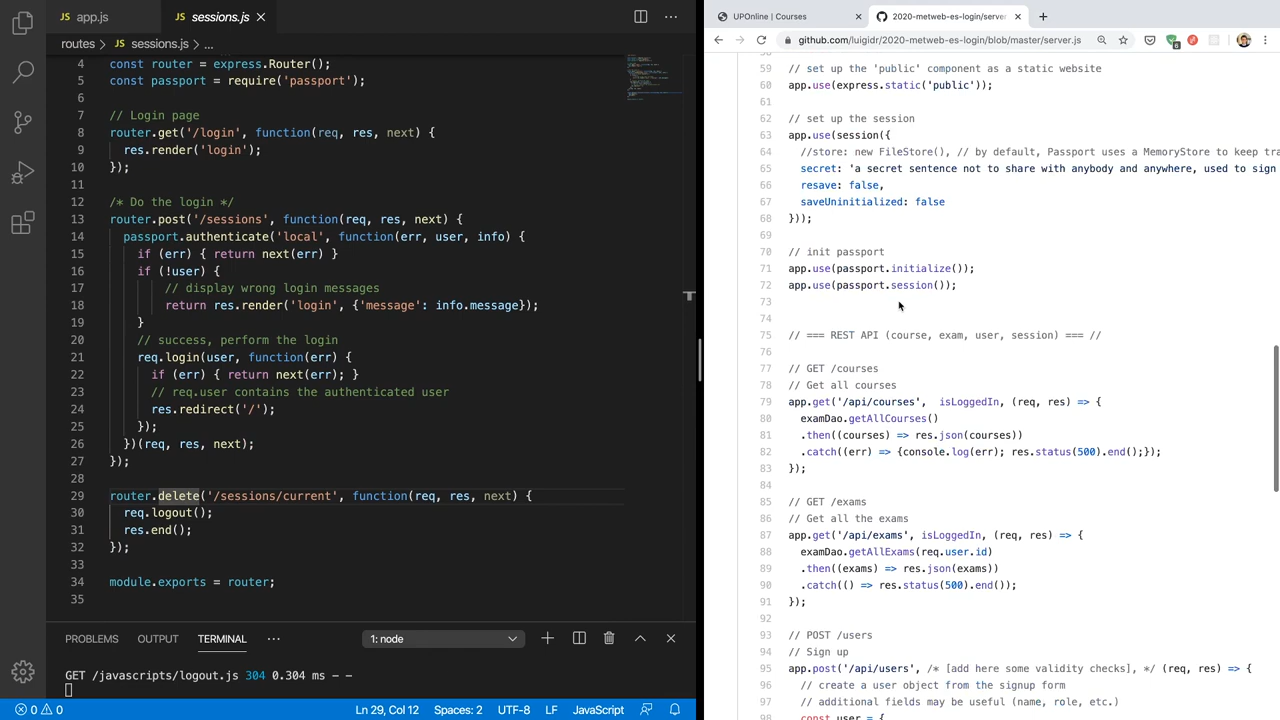 app.js
sessions.js
routes
sessions.js
...
4 const router = express.Router();
5 const passport = require('passport');
6
7 // Login page
8 router.get('/login', function(req, res, next) {
9 res.render('login');
10 });
11
12 /* Do the login */
13 router.post('/sessions', function(req, res, next) {
14 passport.authenticate('local', function(err, user, info) {
15 if (err) { return next(err) }
16 if (!user) {
17 // display wrong login messages
18 return res.render('login', {'message': info.message});
19 }
20 // success, perform the login
21 req.login(user, function(err) {
22 if (err) { return next(err); }
23 // req.user contains the authenticated user
24 res.redirect('/');
25 });
26 })(req, res, next);
27 });
28
29 router.delete('/sessions/current', function(req, res, next) {
30 req.logout();
31 res.end();
32 });
33
34 module.exports = router;
35
PROBLEMS OUTPUT TERMINAL ... 1: node
GET /javascripts/logout.js 304 0.304 ms - -
0 0 Ln 29, Col 12 Spaces: 2 UTF-8 LF JavaScript
UPOnline | Courses
2020-metweb-es-login/server
github.com/luigidr/2020-metweb-es-login/blob/master/server.js
6
59 // set up the 'public' component as a static website
60 app.use(express.static('public'));
61
62 // set up the session
63 app.use(session({
64 //store: new FileStore(), // by default, Passport uses a MemoryStore to keep tra
65 secret: 'a secret sentence not to share with anybody and anywhere, used to sign
66 resave: false,
67 saveUninitialized: false
68 }));
69
70 // init passport
71 app.use(passport.initialize());
72 app.use(passport.session());
73
74
75 // === REST API (course, exam, user, session) === //
76
77 // GET /courses
78 // Get all courses
79 app.get('/api/courses', isLoggedIn, (req, res) => {
80 examDao.getAllCourses()
81 .then((courses) => res.json(courses))
82 .catch((err) => {console.log(err); res.status(500).end();});
83 });
84
85 // GET /exams
86 // Get all the exams
87 app.get('/api/exams', isLoggedIn, (req, res) => {
88 examDao.getAllExams(req.user.id)
89 .then((exams) => res.json(exams))
90 .catch(() => res.status(500).end());
91 });
92
93 // POST /users
94 // Sign up
95 app.post('/api/users', /* [add here some validity checks], */ (req, res) => {
96 // create a user object from the signup form
97 // additional fields may be useful (name, role, etc.)
98 const user = {